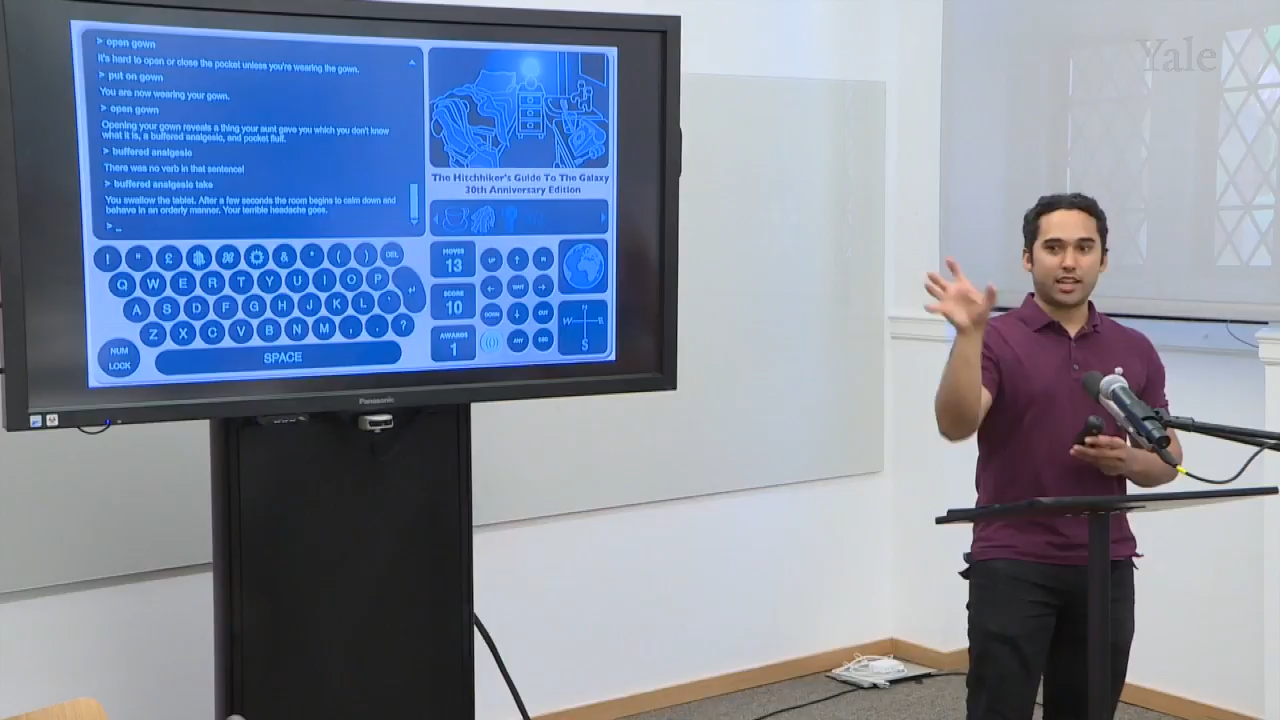 Yale
> open gown
It's hard to open or close the pocket unless you're wearing the gown.
> put on gown
You are now wearing your gown.
> open gown
Opening your gown reveals a thing your aunt gave you which you don't know
what it is, a buffered analgesic, and pocket fluff.
> buffered analgesic
There was no verb in that sentence!
> buffered analgesic take
You swallow the tablet. After a few seconds the room begins to calm down and
behave in an orderly manner. Your terrible headache goes.
>
The Hitchhiker's Guide To The Galaxy
30th Anniversary Edition
! " £ & * ( ) DEL
Q W E R T Y U I O P
A S D F G H J K L '
Z X C V B N M , . ?
NUM
LOCK
SPACE
MOVES
13
SCORE
10
AWARDS
1
UP
WAIT
DOWN
OUT
ANY
N
W
S
Panasonic